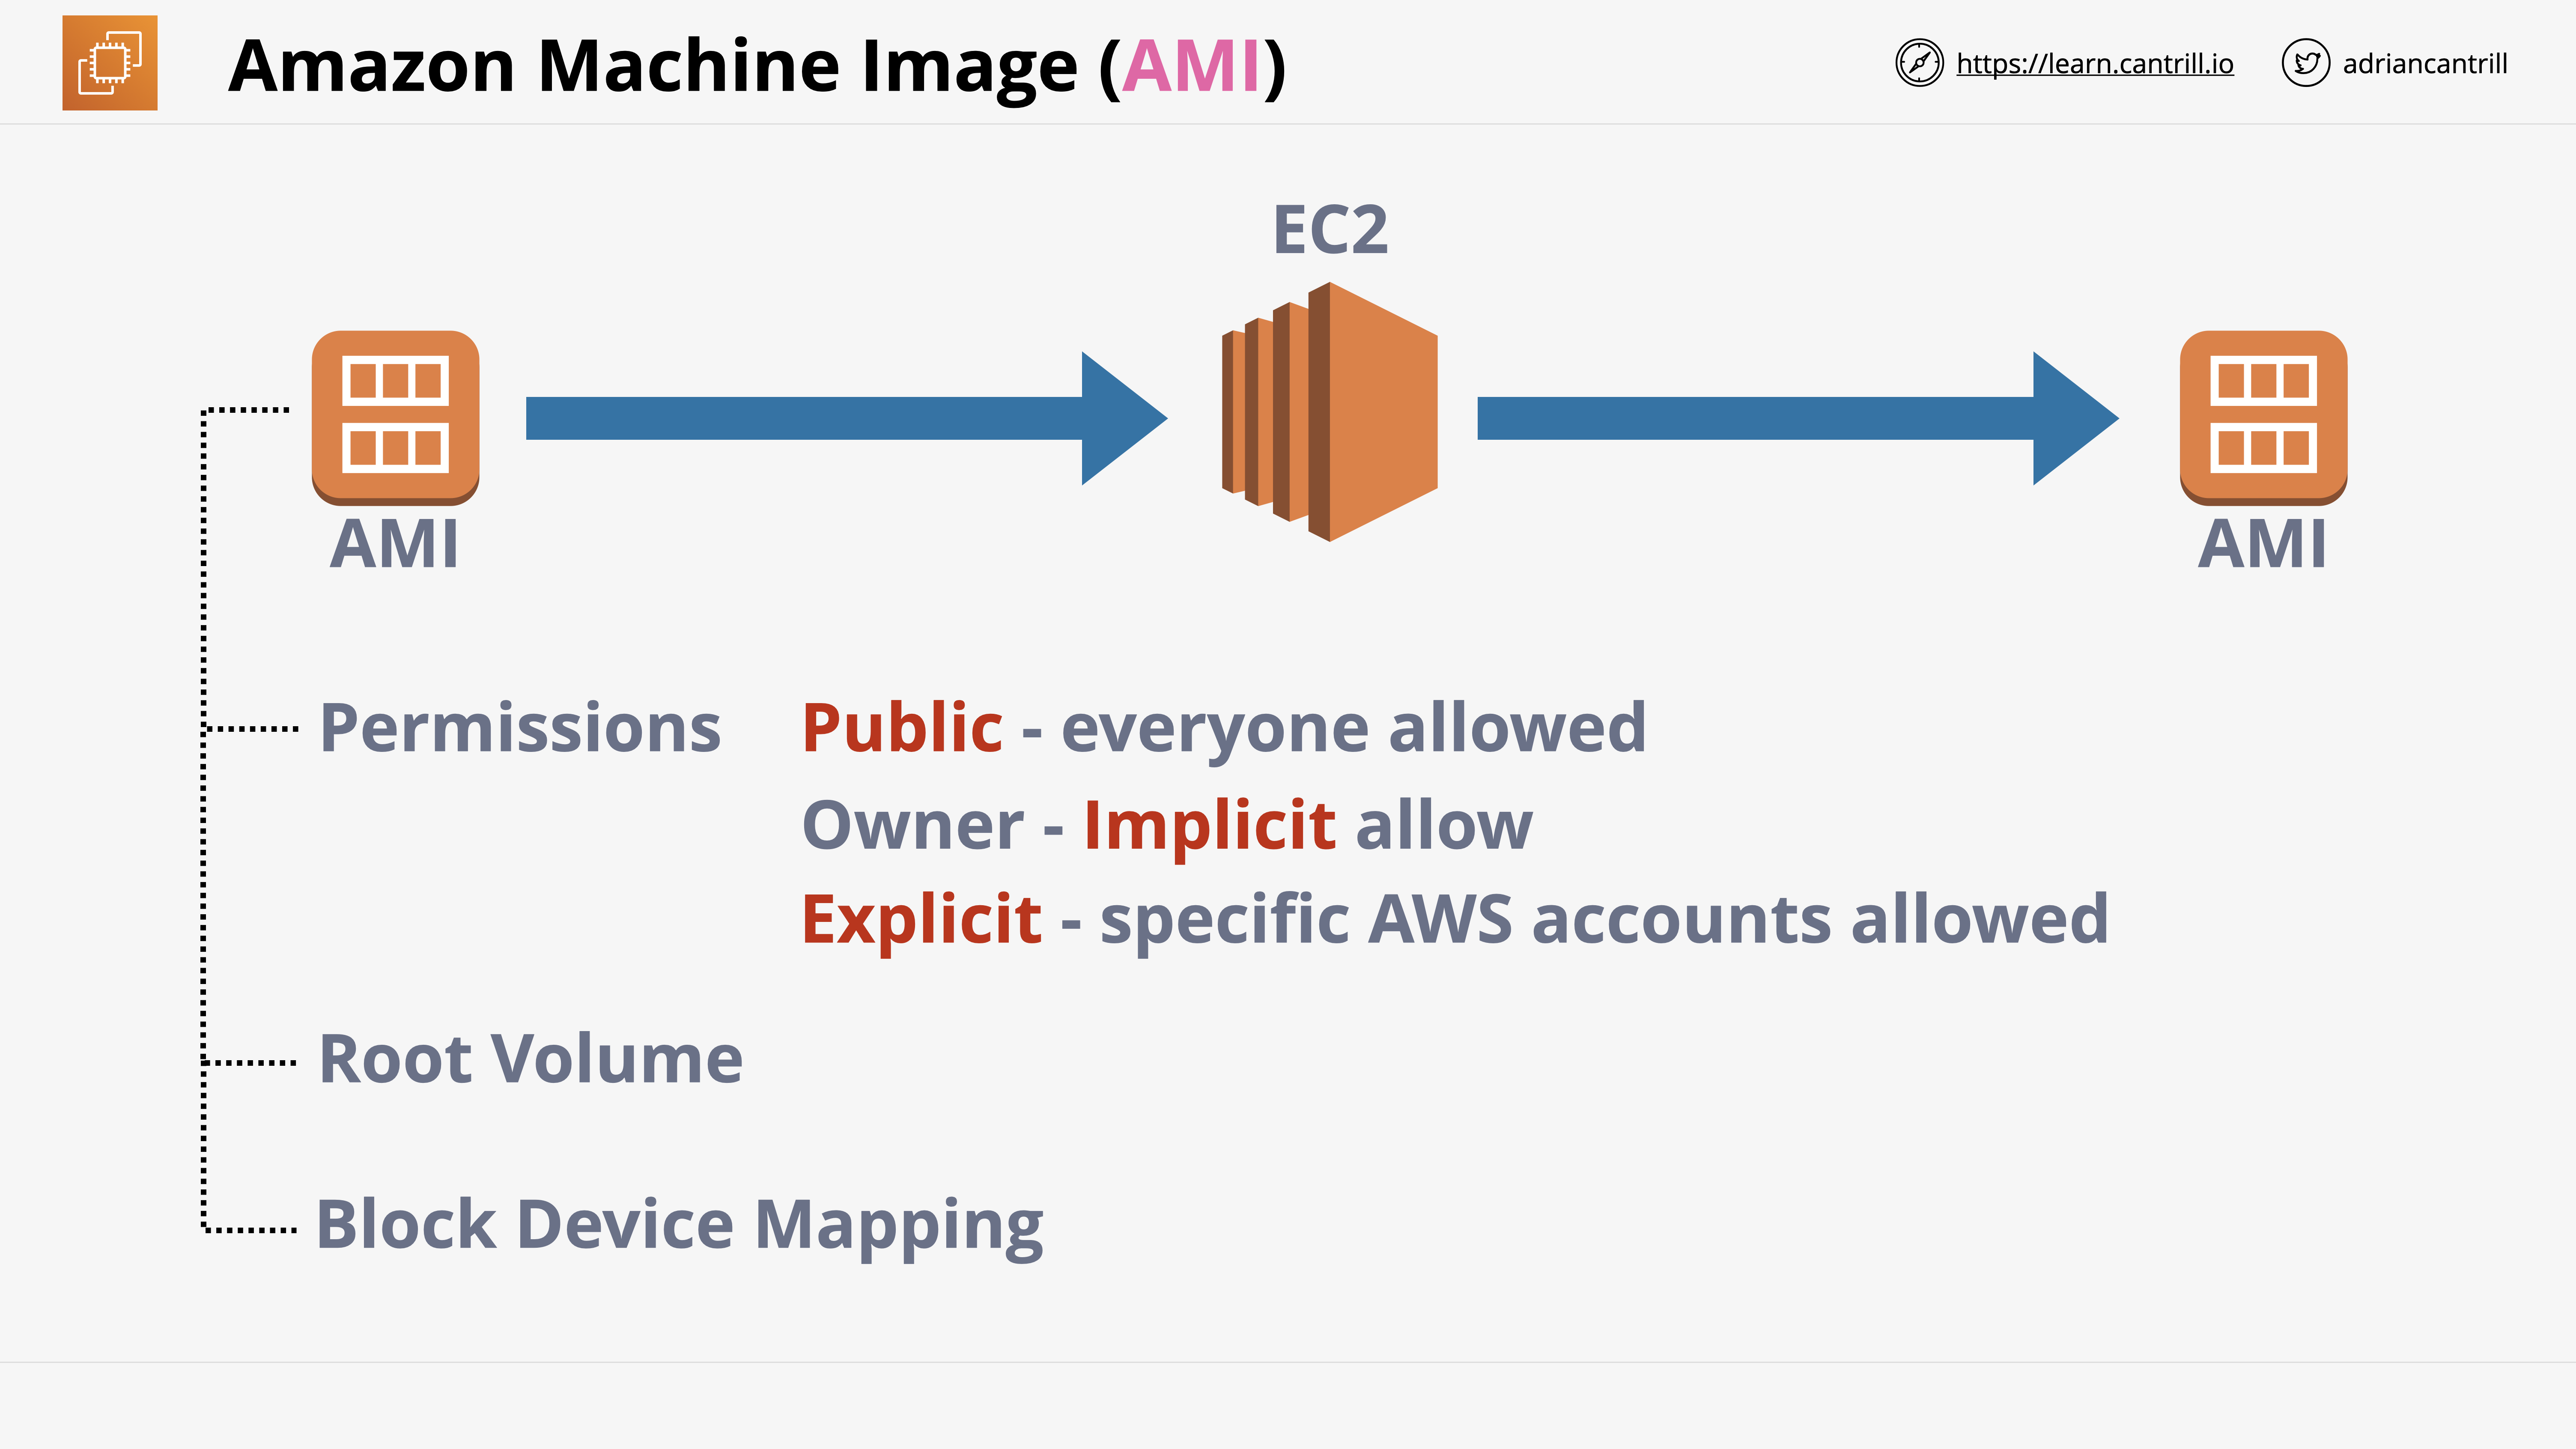 Amazon Machine Image (AMI)
https://learn.cantrill.io
adriancantrill
EC2
AMI
AMI
Permissions
Public - everyone allowed
Owner - Implicit allow
Explicit - specific AWS accounts allowed
Root Volume
Block Device Mapping